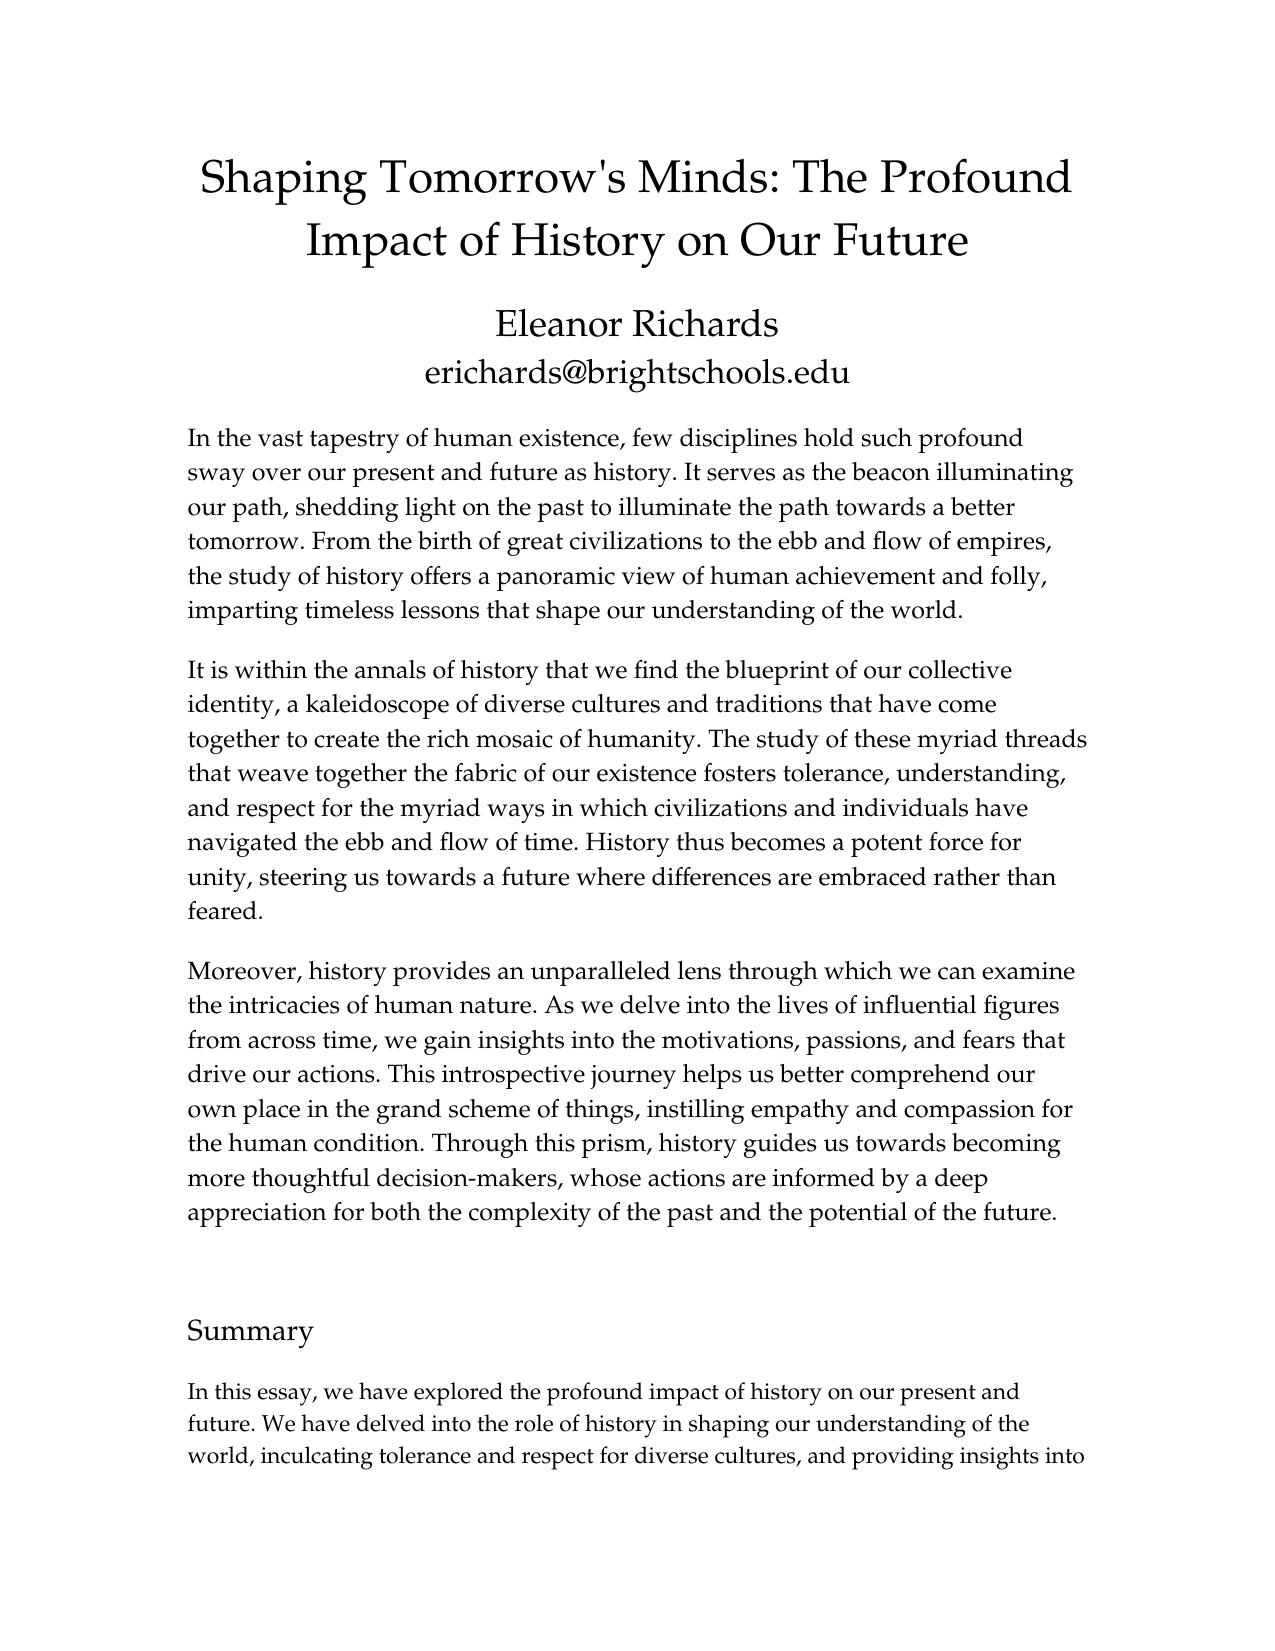 Shaping Tomorrow's Minds: The Profound
Impact of History on Our Future
Eleanor Richards
erichards@brightschools.edu
In the vast tapestry of human existence, few disciplines hold such profound
sway over our present and future as history. It serves as the beacon illuminating
our path, shedding light on the past to illuminate the path towards a better
tomorrow. From the birth of great civilizations to the ebb and flow of empires,
the study of history offers a panoramic view of human achievement and folly,
imparting timeless lessons that shape our understanding of the world.
It is within the annals of history that we find the blueprint of our collective
identity, a kaleidoscope of diverse cultures and traditions that have come
together to create the rich mosaic of humanity. The study of these myriad threads
that weave together the fabric of our existence fosters tolerance, understanding,
and respect for the myriad ways in which civilizations and individuals have
navigated the ebb and flow of time. History thus becomes a potent force for
unity, steering us towards a future where differences are embraced rather than
feared.
Moreover, history provides an unparalleled lens through which we can examine
the intricacies of human nature. As we delve into the lives of influential figures
from across time, we gain insights into the motivations, passions, and fears that
drive our actions. This introspective journey helps us better comprehend our
own place in the grand scheme of things, instilling empathy and compassion for
the human condition. Through this prism, history guides us towards becoming
more thoughtful decision-makers, whose actions are informed by a deep
appreciation for both the complexity of the past and the potential of the future.
Summary
In this essay, we have explored the profound impact of history on our present and
future. We have delved into the role of history in shaping our understanding of the
world, inculcating tolerance and respect for diverse cultures, and providing insights into